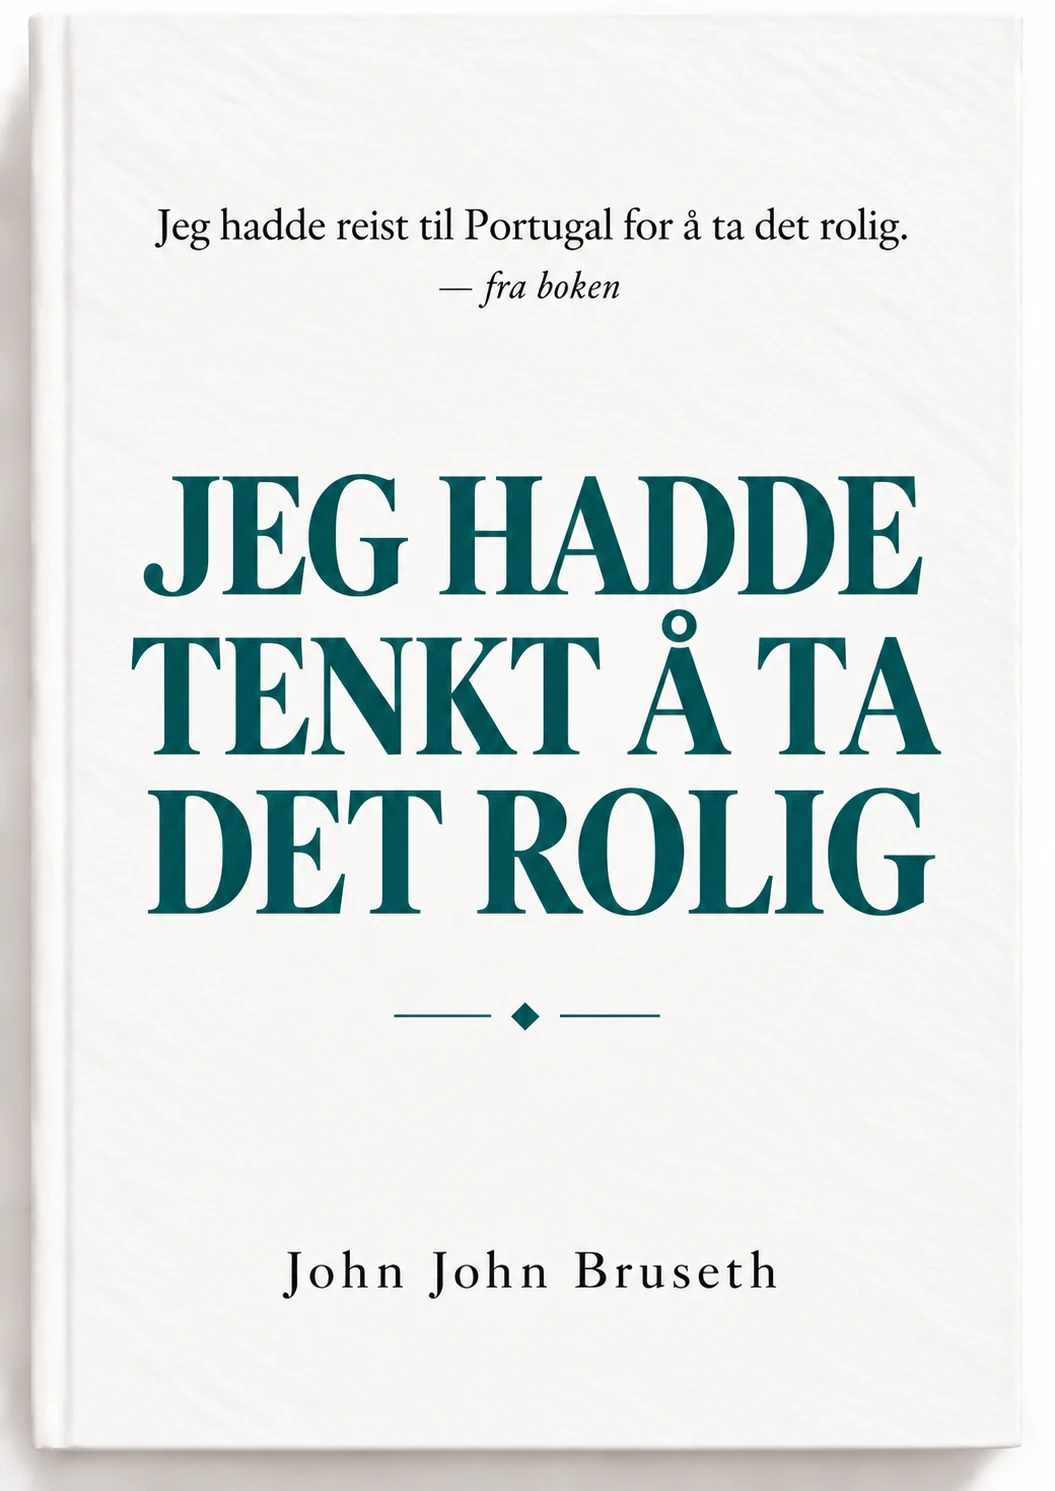 Jeg hadde reist til Portugal for å ta det rolig.
— fra boken
JEG HADDE
TENKT Å TA
DET ROLIG
John John Bruseth